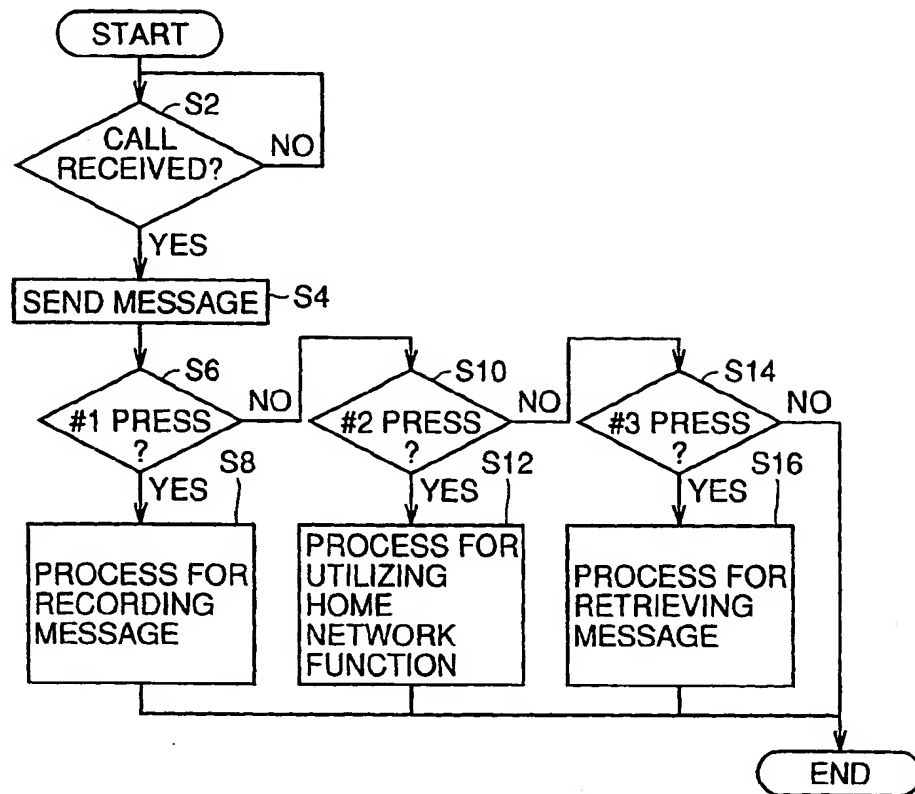 START
S2
CALL
RECEIVED?
NO
YES
SEND MESSAGE
S4
S6
#1 PRESS
?
NO
YES
S8
PROCESS FOR
RECORDING
MESSAGE
S10
#2 PRESS
?
NO
YES
S12
PROCESS FOR
UTILIZING
HOME
NETWORK
FUNCTION
S14
#3 PRESS
?
NO
YES
S16
PROCESS FOR
RETRIEVING
MESSAGE
END